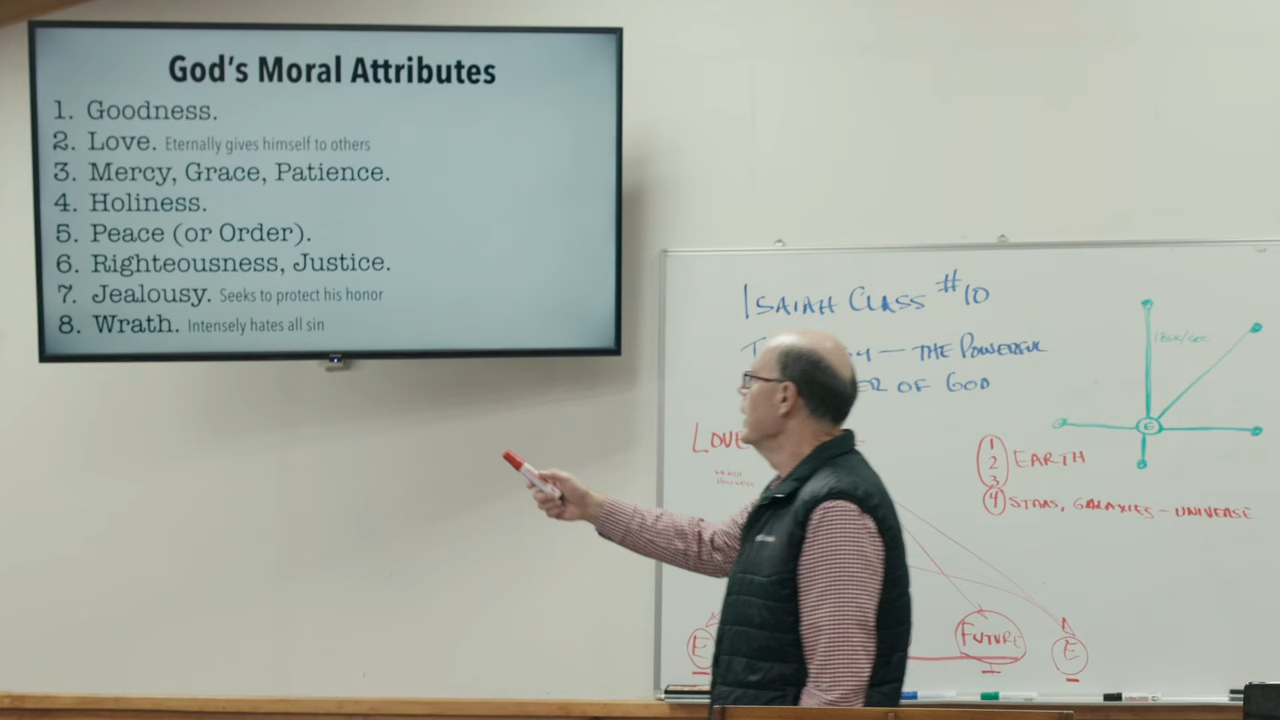 God's Moral Attributes
1. Goodness.
2. Love. Eternally gives himself to others
3. Mercy, Grace, Patience.
4. Holiness.
5. Peace (or Order).
6. Righteousness, Justice.
7. Jealousy. Seeks to protect his honor
8. Wrath. Intensely hates all sin
ISAIAH CLASS #10
— THE POWERFUL
OF GOD
LOVE
HOLINESS
E
1
2 EARTH
3
4 STARS, GALAXIES - UNIVERSE
E
FUTURE
E